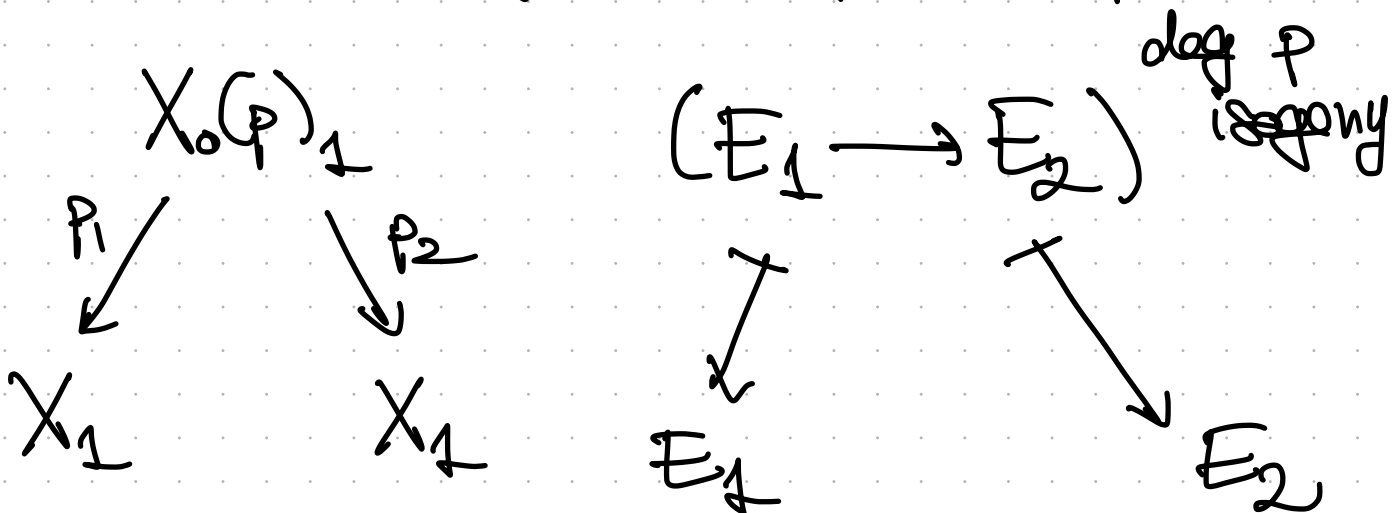 deg p
isogeny
X₀(p)₁ (E₁ → E₂)
p₁ p₂
X₁ X₁ E₁ E₂